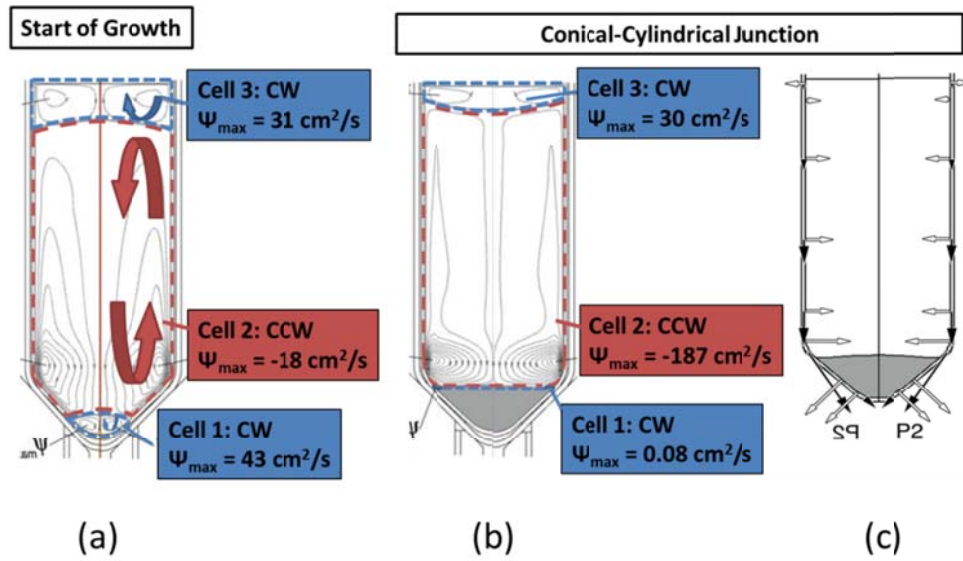 Start of Growth
Conical-Cylindrical Junction
Cell 3: CW
Ψmax = 31 cm²/s
Cell 2: CCW
Ψmax = -18 cm²/s
Cell 1: CW
Ψmax = 43 cm²/s
Cell 3: CW
Ψmax = 30 cm²/s
Cell 2: CCW
Ψmax = -187 cm²/s
Cell 1: CW
Ψmax = 0.08 cm²/s
(a)
(b)
(c)